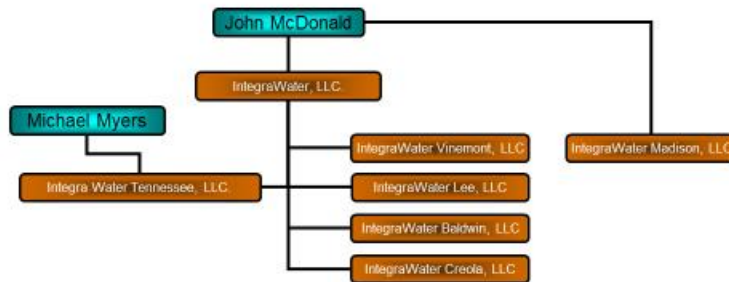 John McDonald
IntegraWater, LLC.
Michael Myers
IntegraWater Vinemont, LLC
IntegraWater Madison, LLC
Integra Water Tennessee, LLC.
IntegraWater Lee, LLC
IntegraWater Baldwin, LLC
IntegraWater Creola, LLC